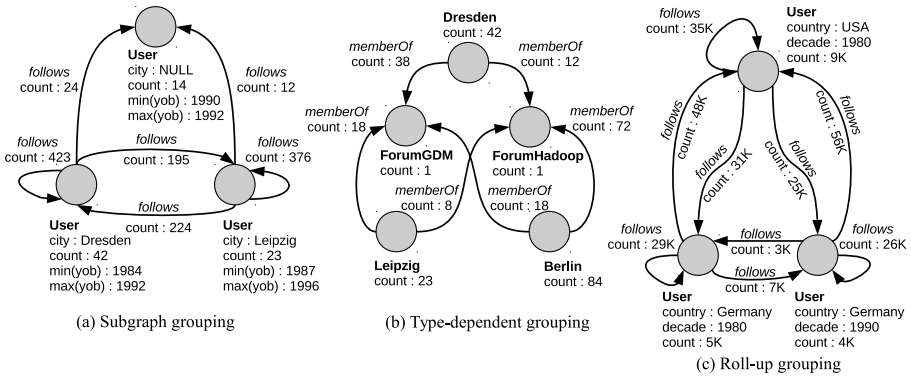 User
city : NULL
count : 14
min(yob) : 1990
max(yob) : 1992
follows
count : 24
follows
count : 12
follows
count : 423
follows
count : 195
follows
count : 376
follows
count : 224
User
city : Dresden
count : 42
min(yob) : 1984
max(yob) : 1992
User
city : Leipzig
count : 23
min(yob) : 1987
max(yob) : 1996
(a) Subgraph grouping
Dresden
count : 42
memberOf
count : 38
memberOf
count : 12
memberOf
count : 18
memberOf
count : 72
ForumGDM
count : 1
ForumHadoop
count : 1
memberOf
count : 8
memberOf
count : 18
Leipzig
count : 23
Berlin
count : 84
(b) Type-dependent grouping
follows
count : 35K
User
country : USA
decade : 1980
count : 9K
follows
count : 48K
follows
count : 31K
follows
count : 25K
follows
count : 56K
follows
count : 29K
follows
count : 3K
follows
count : 26K
follows
count : 7K
User
country : Germany
decade : 1980
count : 5K
User
country : Germany
decade : 1990
count : 4K
(c) Roll-up grouping